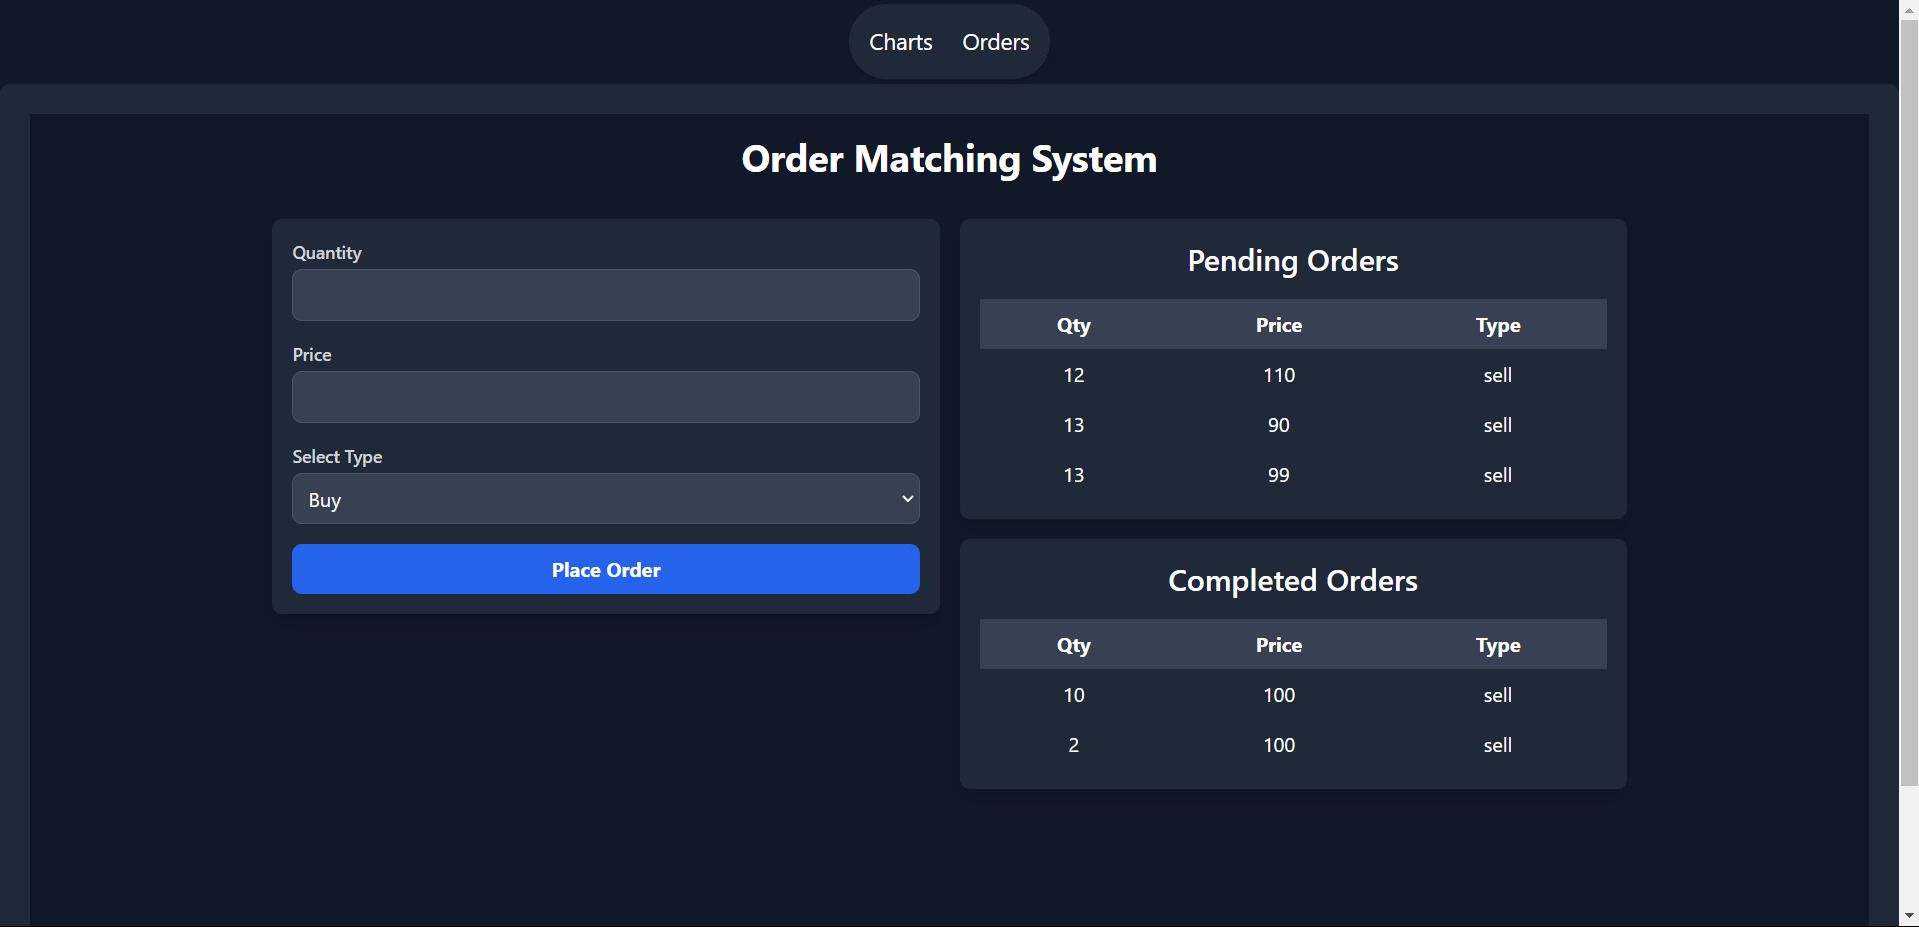 Charts Orders
Order Matching System
Quantity
Price
Select Type
Buy
Place Order
Pending Orders
Qty Price Type
12 110 sell
13 90 sell
13 99 sell
Completed Orders
Qty Price Type
10 100 sell
2 100 sell